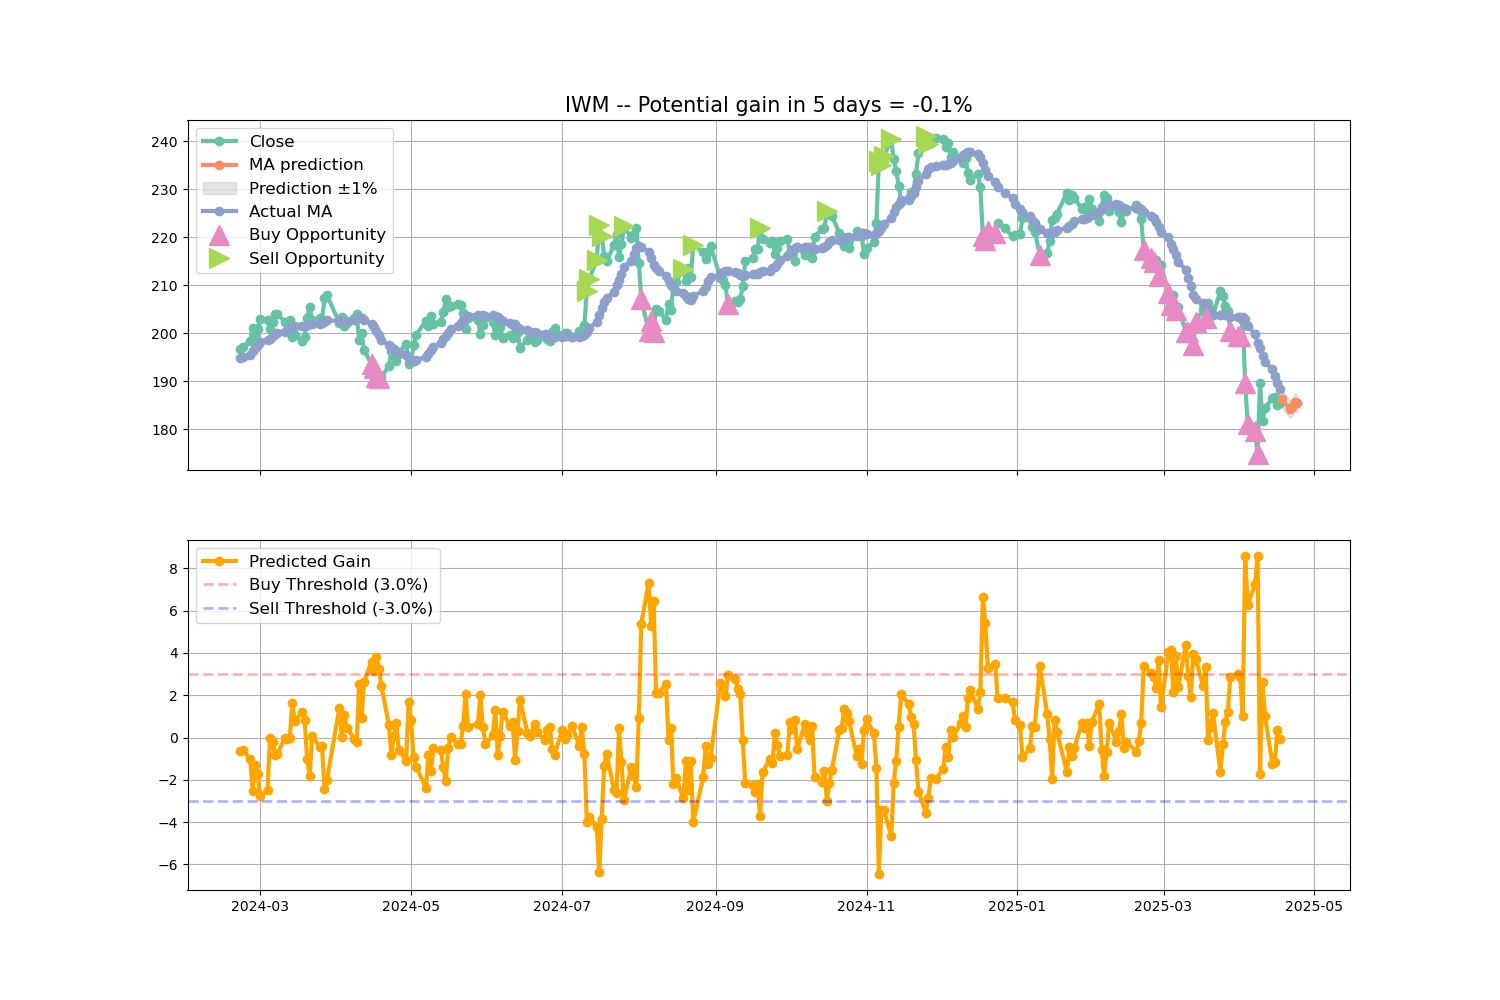 IWM -- Potential gain in 5 days = -0.1%
Close
MA prediction
Prediction ±1%
Actual MA
Buy Opportunity
Sell Opportunity
240
230
220
210
200
190
180
Predicted Gain
Buy Threshold (3.0%)
Sell Threshold (-3.0%)
8
6
4
2
0
−2
−4
−6
2024-03 2024-05 2024-07 2024-09 2024-11 2025-01 2025-03 2025-05